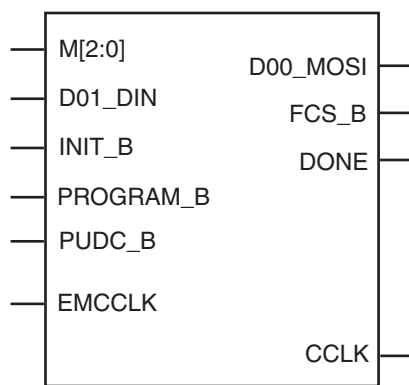 M[2:0]
D00_MOSI
D01_DIN
FCS_B
INIT_B
DONE
PROGRAM_B
PUDC_B
EMCCLK
CCLK